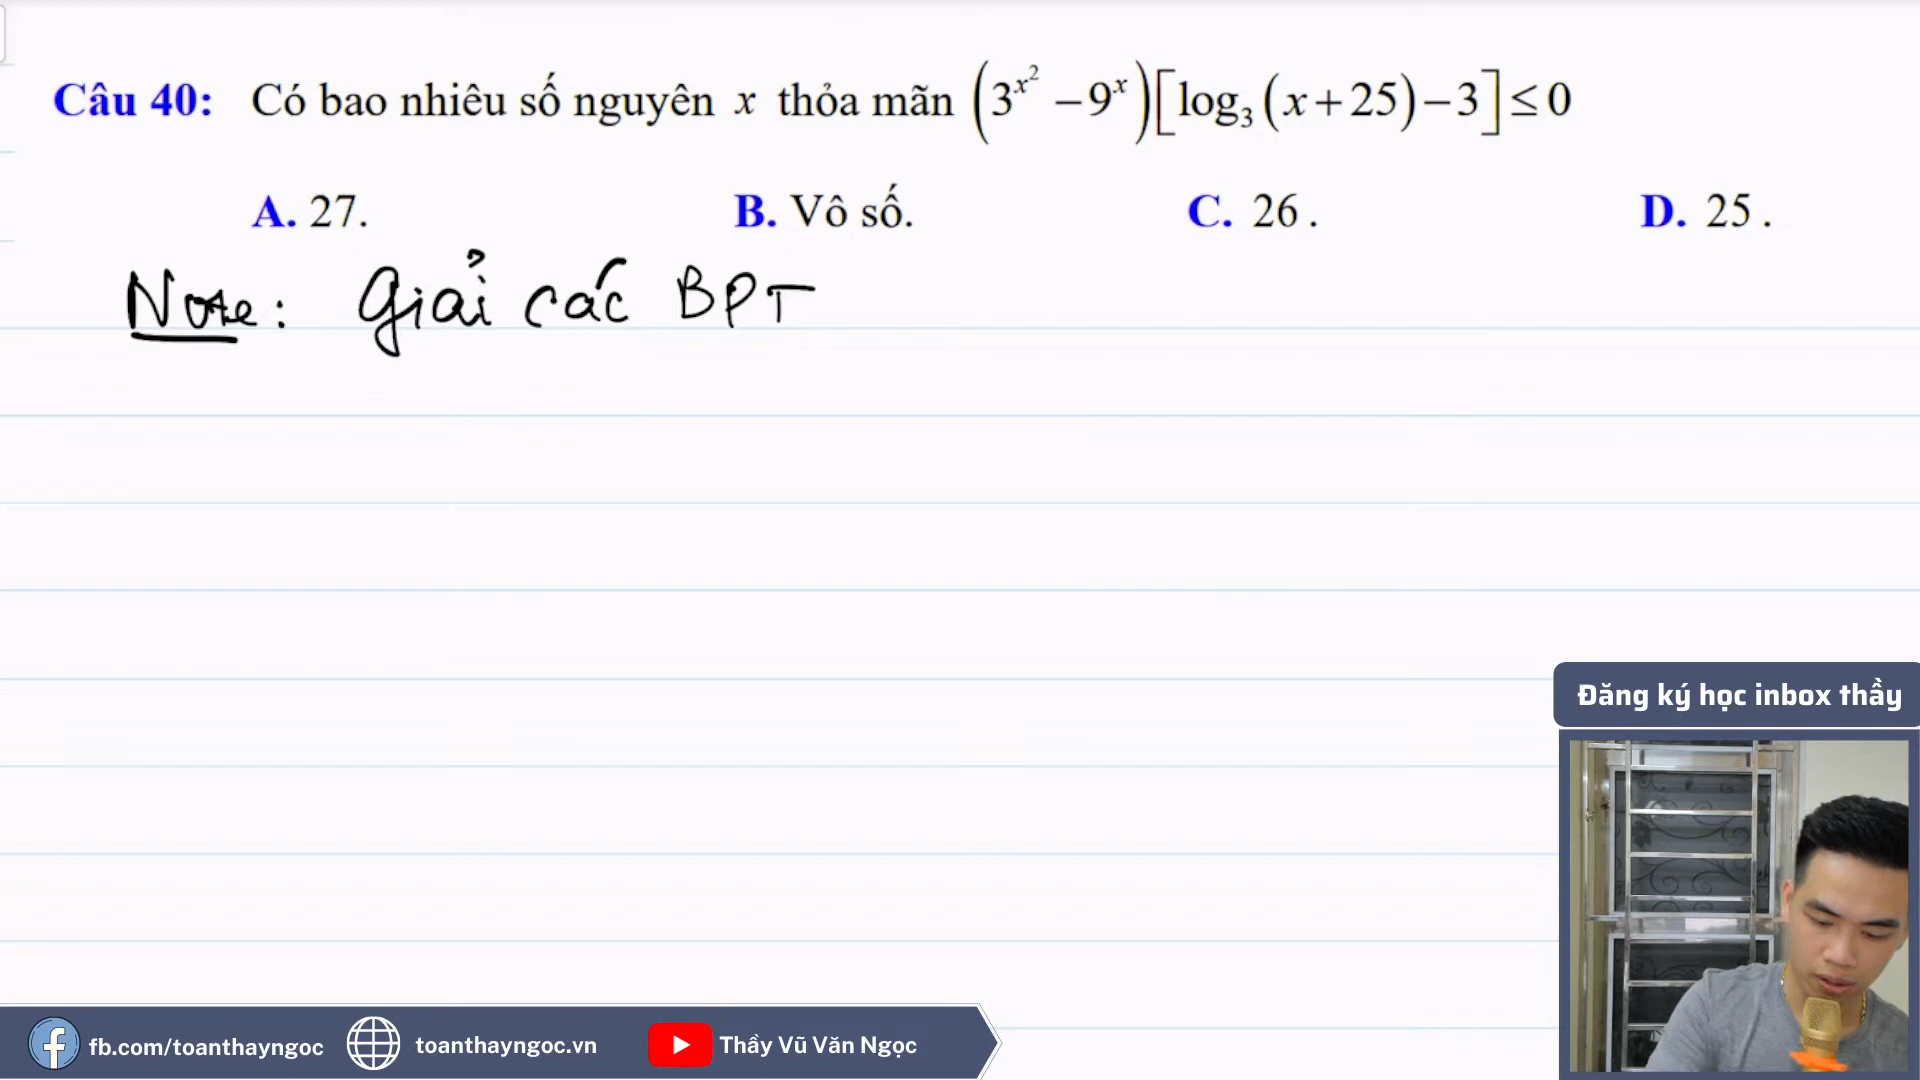 Câu 40: Có bao nhiêu số nguyên x thỏa mãn (3^{x^2} − 9^x)[log_3(x+25)−3] ≤ 0
A. 27. B. Vô số. C. 26. D. 25.
Note: Giải các BPT
Đăng ký học inbox thầy
fb.com/toanthayngoc toanthayngoc.vn Thầy Vũ Văn Ngọc